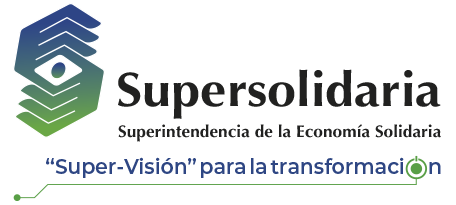 Supersolidaria
Superintendencia de la Economía Solidaria
“Super-Visión” para la transformación